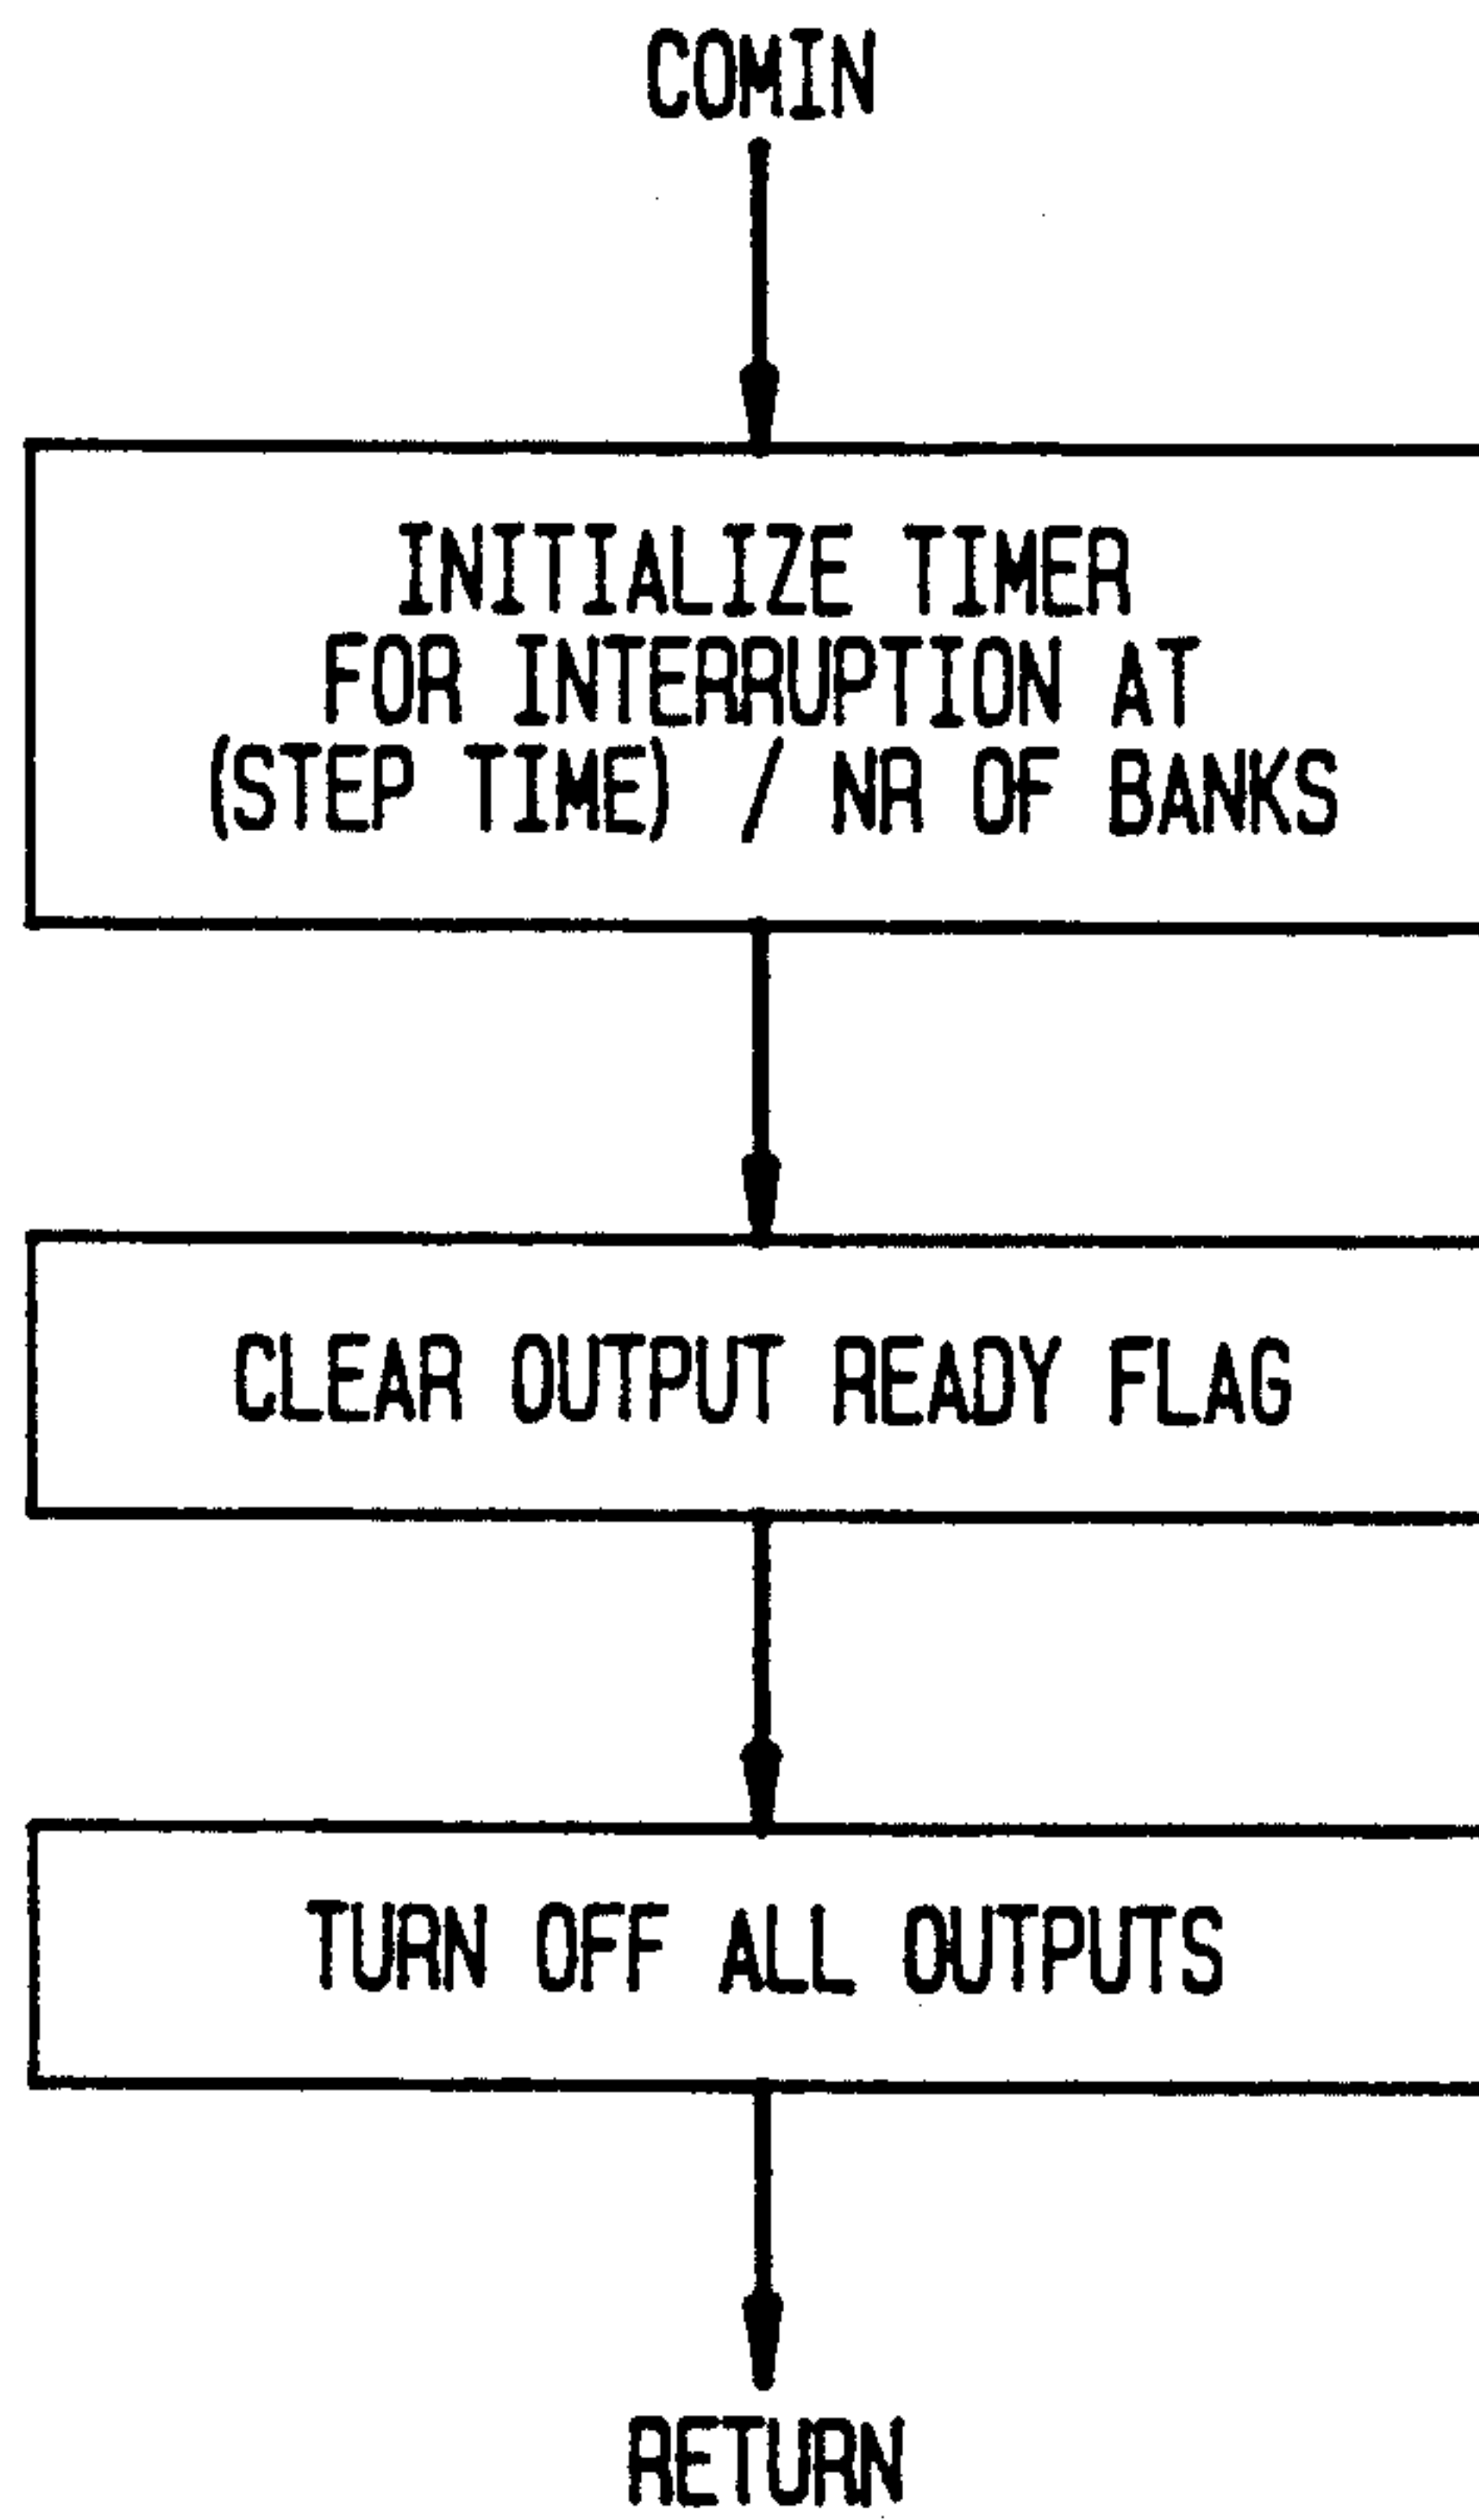 COMIN
INITIALIZE TIMER
FOR INTERRUPTION AT
(STEP TIME) / NR OF BANKS
CLEAR OUTPUT READY FLAG
TURN OFF ALL OUTPUTS
RETURN